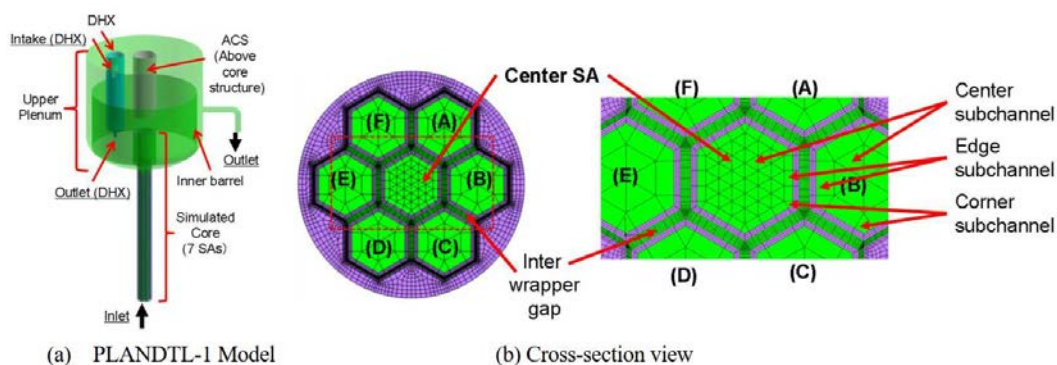 DHX
Intake (DHX)
ACS
(Above
core
structure)
Upper
Plenum
Outlet
Inner barrel
Outlet (DHX)
Simulated
Core
(7 SAs)
Inlet
(a) PLANDTL-1 Model
Center SA
(F)
(A)
(E)
(B)
(D)
(C)
Inter
wrapper
gap
(F)
(A)
(E)
(B)
(D)
(C)
Center
subchannel
Edge
subchannel
Corner
subchannel
(b) Cross-section view